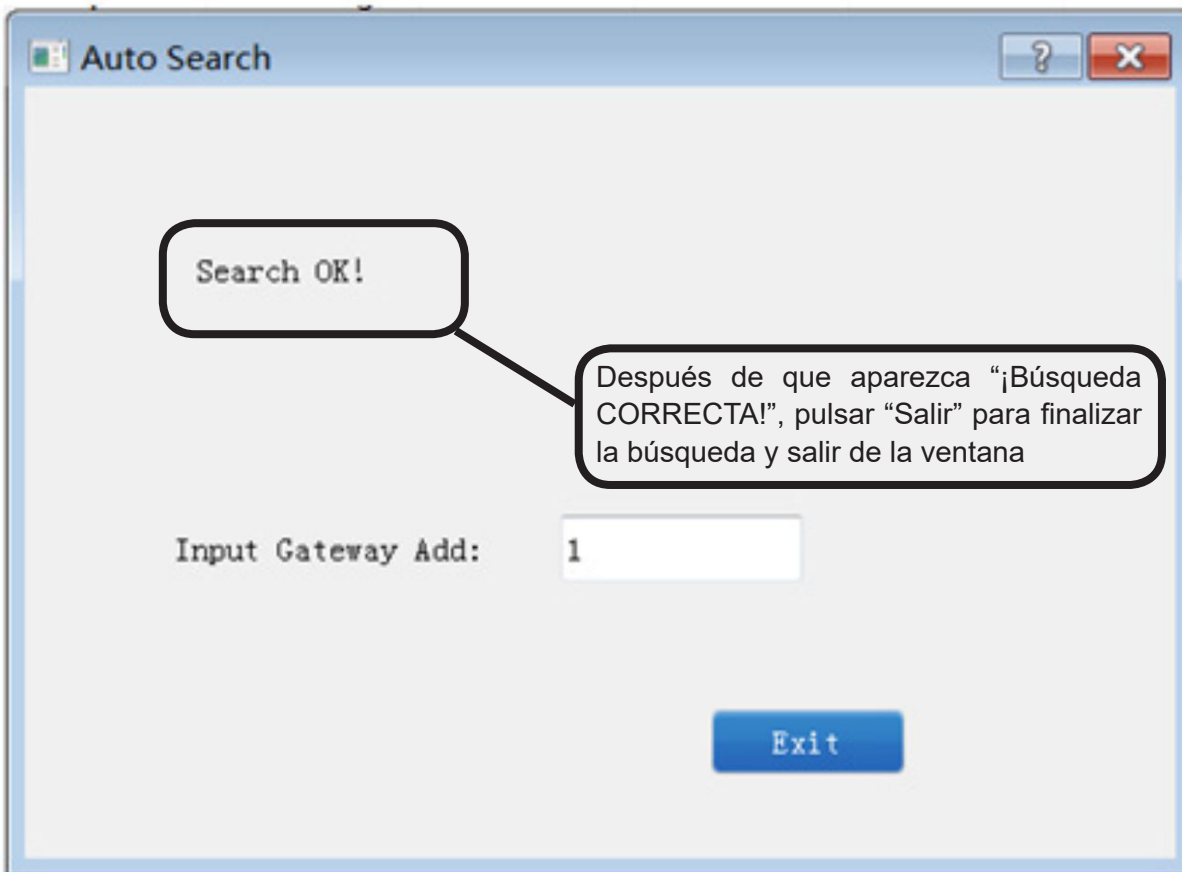 Auto Search
Search OK!
Después de que aparezca “¡Búsqueda
CORRECTA!”, pulsar “Salir” para finalizar
la búsqueda y salir de la ventana
Input Gateway Add: 1
Exit